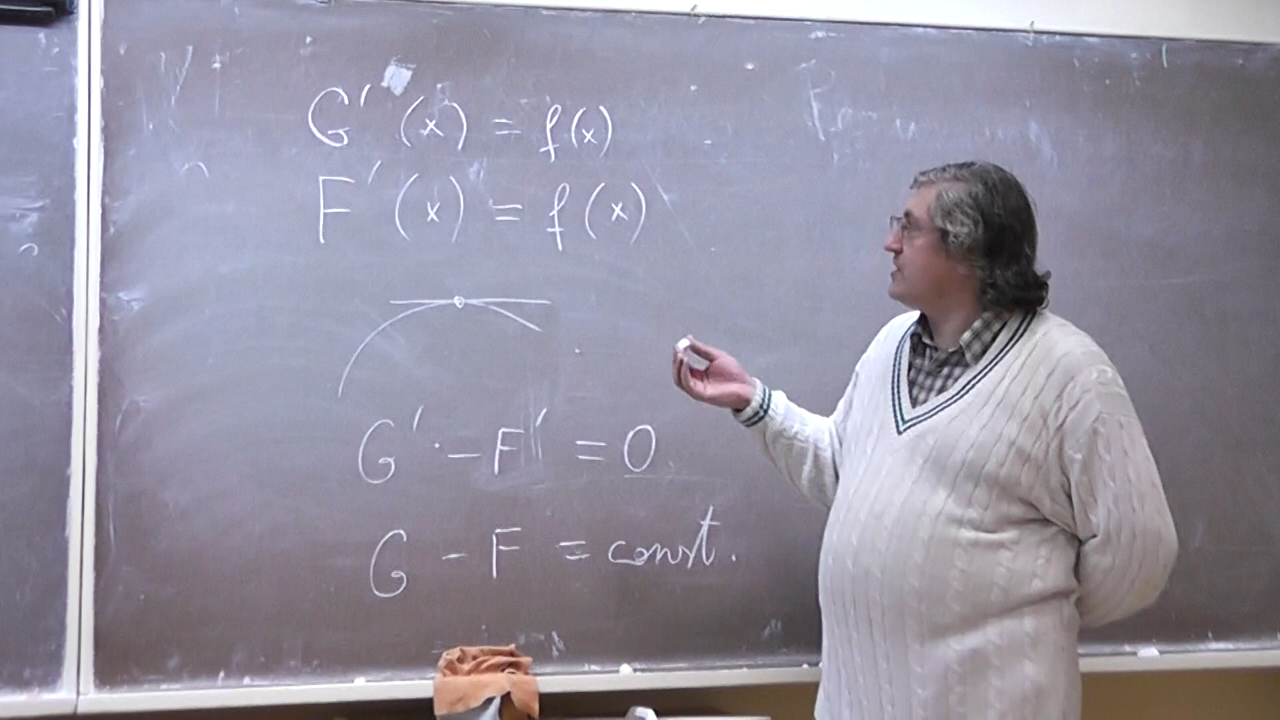 G'(x) = f(x)
F'(x) = f(x)
G' - F' = 0
G - F = const.